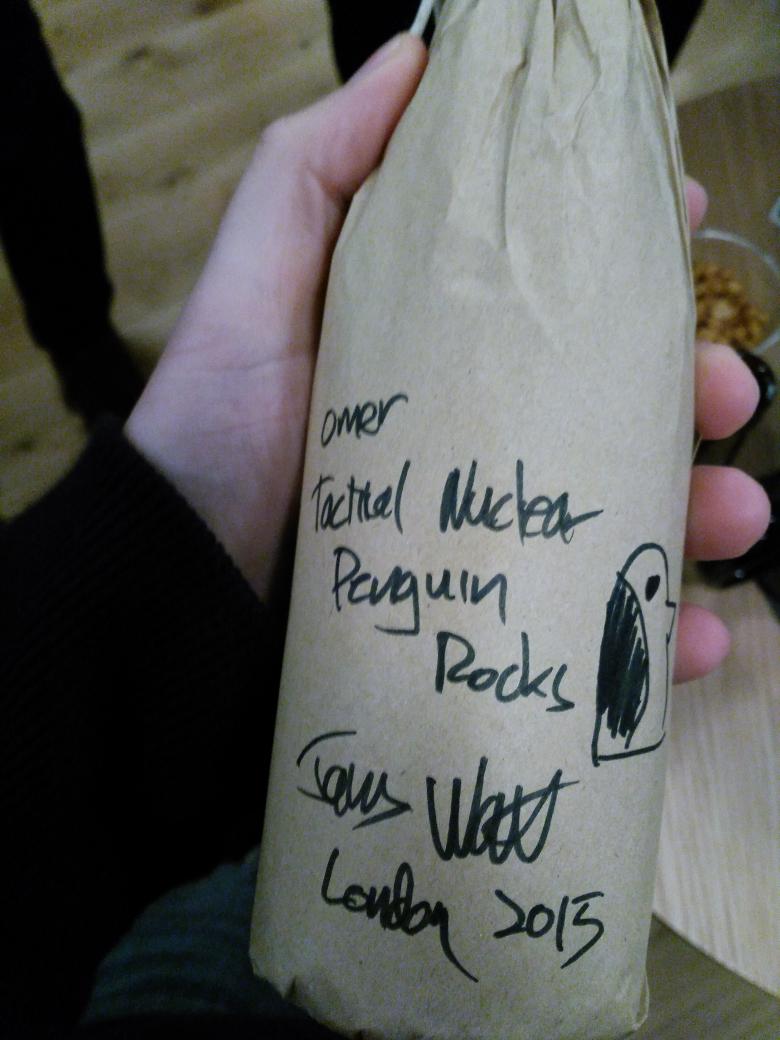 omer
Tactical Nuclear
Penguin
Rocks
James Watt
London 2015